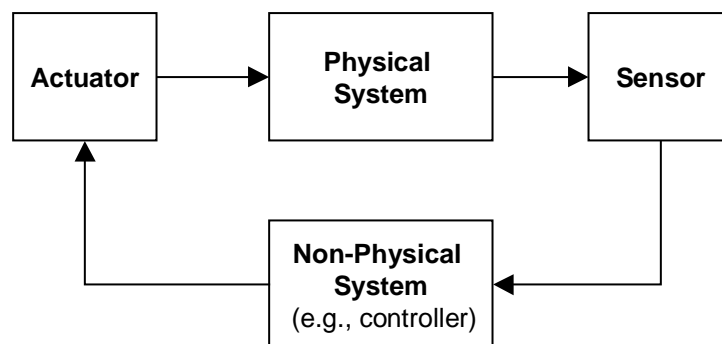 Actuator
Physical
System
Sensor
Non-Physical
System
(e.g., controller)